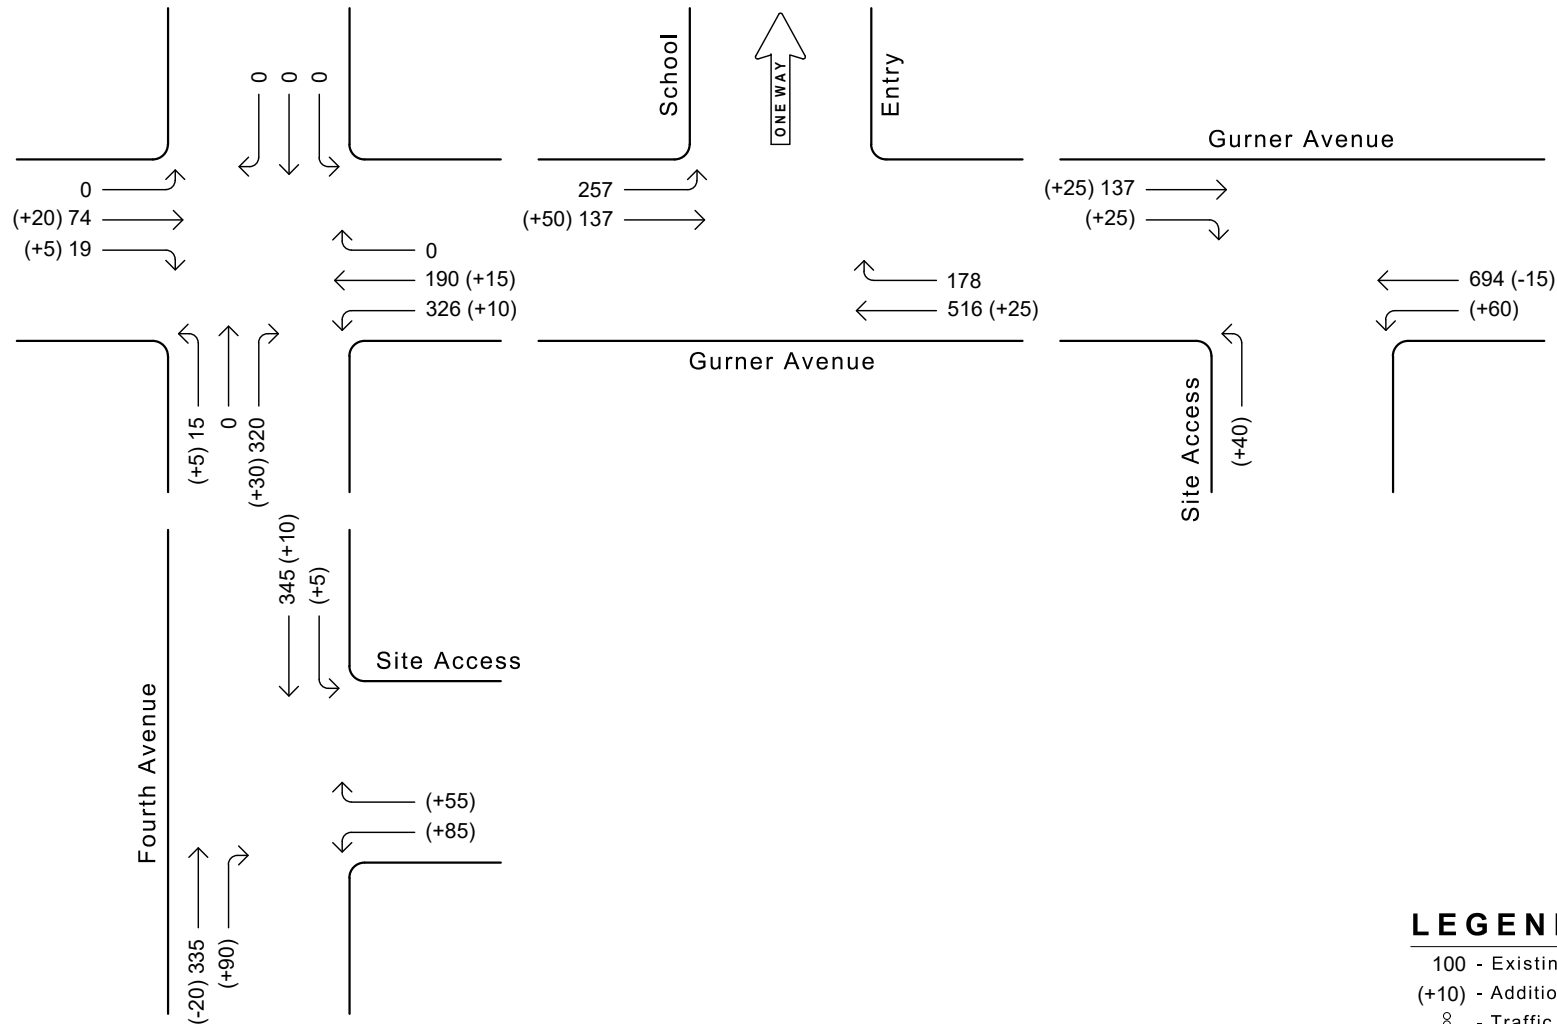 0
0
0
School
ONE WAY
Entry
Gurner Avenue
0
(+20) 74
(+5) 19
0
190 (+15)
326 (+10)
257
(+50) 137
178
516 (+25)
(+25) 137
(+25)
694 (-15)
(+60)
Gurner Avenue
(+5) 15
0
(+30) 320
Site Access
(+40)
345 (+10)
(+5)
Site Access
Fourth Avenue
(+55)
(+85)
(-20) 335
(+90)
LEGEN
100 - Existin
(+10) - Additio
- Traffic